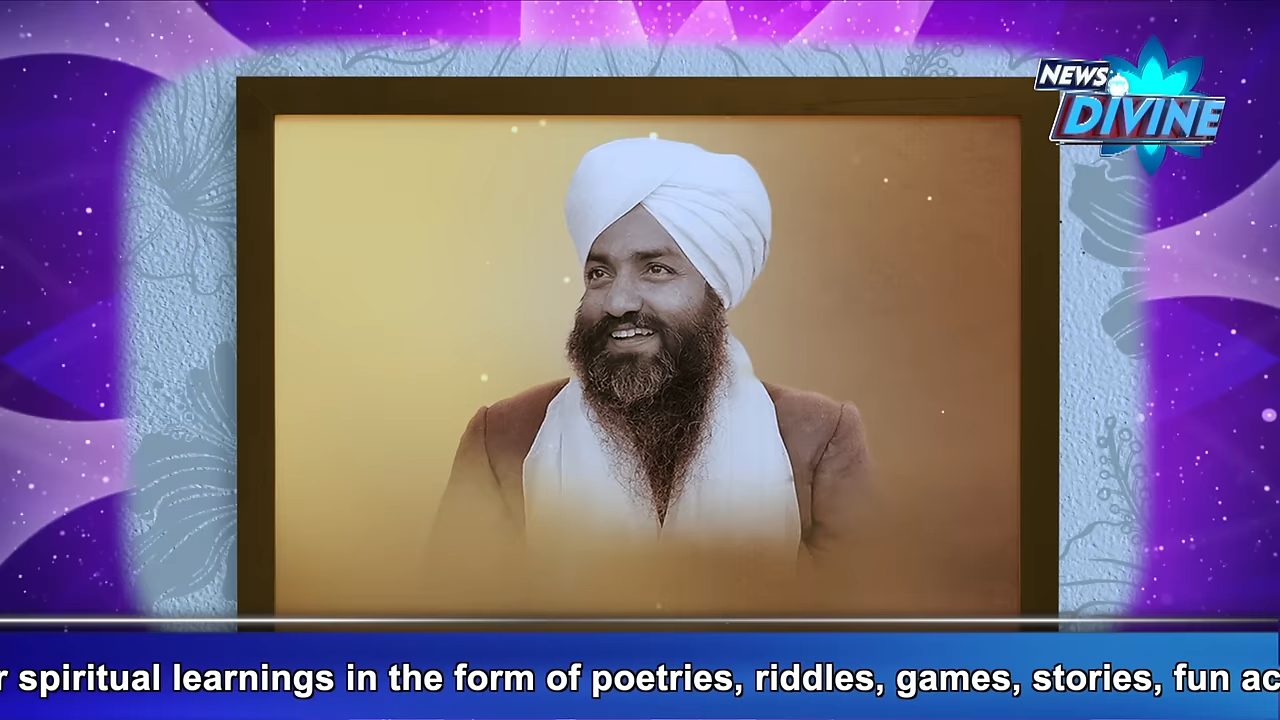 NEWS
DIVINE
r spiritual learnings in the form of poetries, riddles, games, stories, fun ac